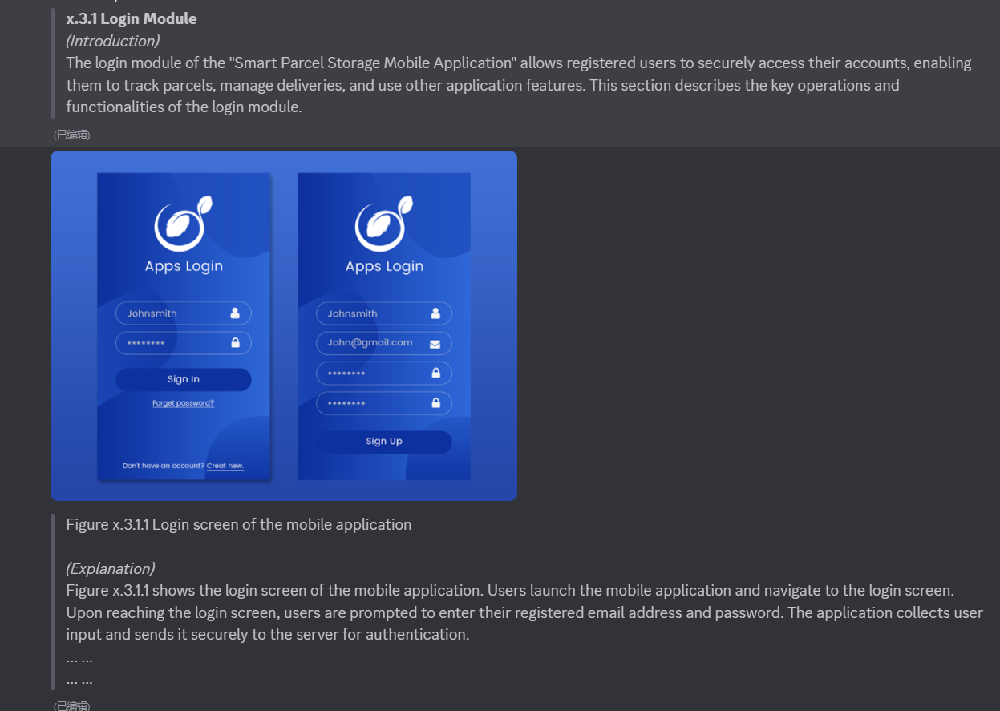 x.3.1 Login Module
(Introduction)
The login module of the "Smart Parcel Storage Mobile Application" allows registered users to securely access their accounts, enabling
them to track parcels, manage deliveries, and use other application features. This section describes the key operations and
functionalities of the login module.
(已编辑)
Apps Login
Johnsmith
********
Sign In
Forget password?
Don't have an account? Creat new.
Apps Login
Johnsmith
John@gmail.com
********
********
Sign Up
Figure x.3.1.1 Login screen of the mobile application
(Explanation)
Figure x.3.1.1 shows the login screen of the mobile application. Users launch the mobile application and navigate to the login screen.
Upon reaching the login screen, users are prompted to enter their registered email address and password. The application collects user
input and sends it securely to the server for authentication.
... ...
... ...
(已编辑)